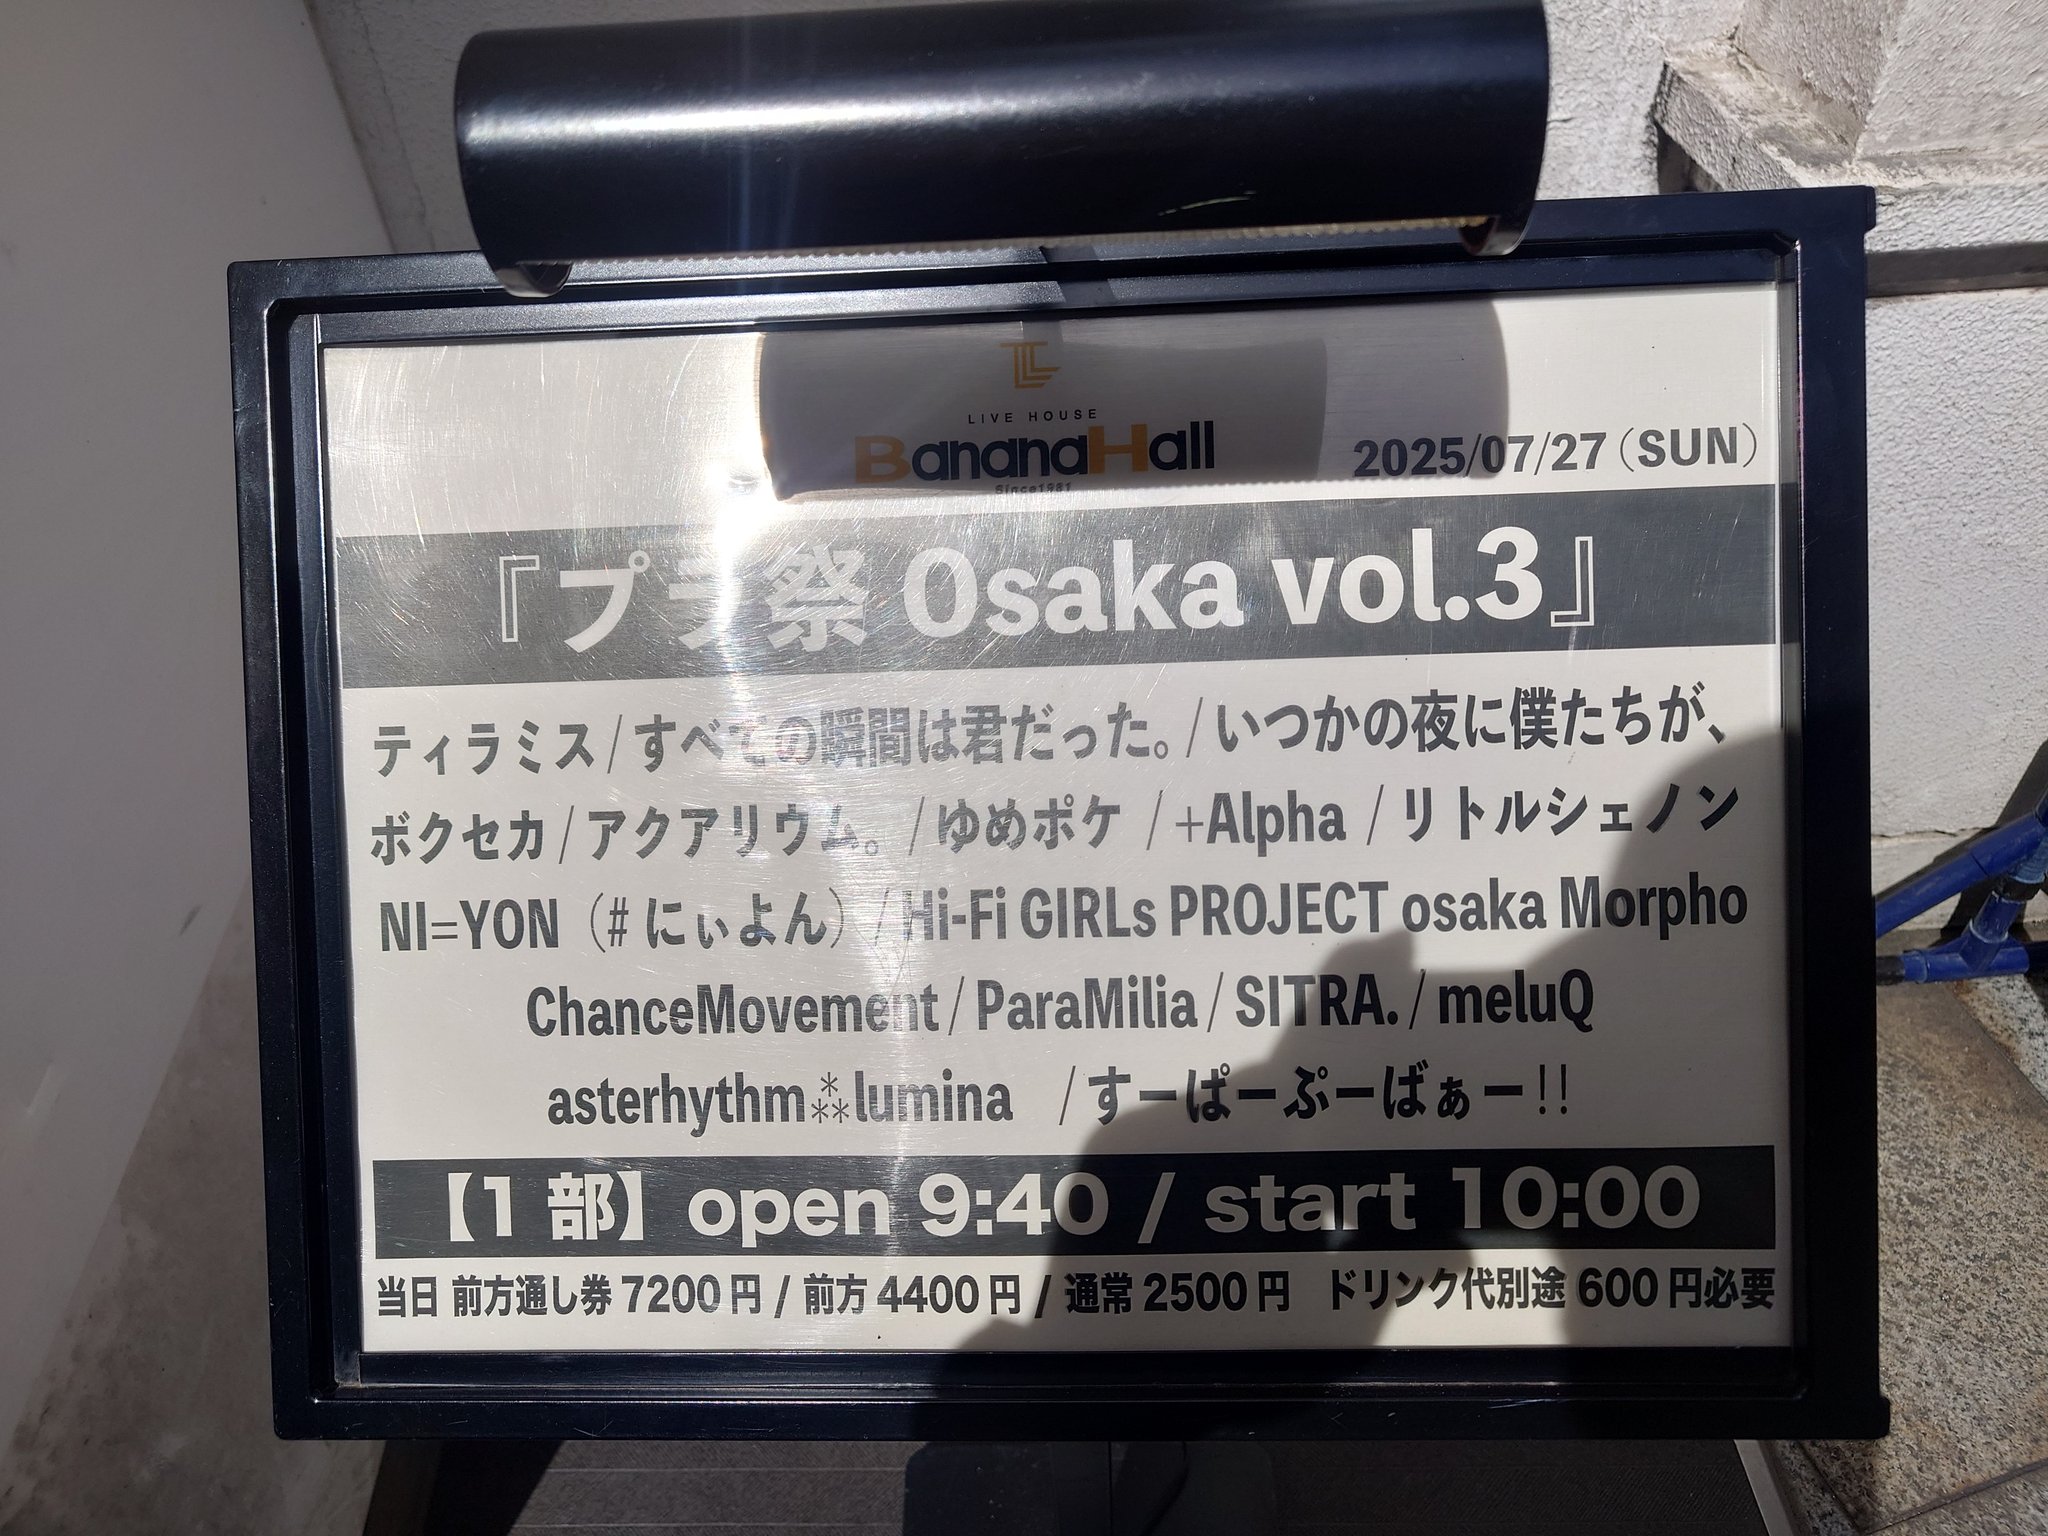 LIVE HOUSE
BananaHall
Since1981
2025/07/27(SUN)
『プラ祭 Osaka vol.3』
ティラミス/すべての瞬間は君だった。/いつかの夜に僕たちが、
ボクセカ/アクアリウム。/ゆめポケ/+Alpha/リトルシェノン
NI=YON(#にぃよん)/Hi-Fi GIRLs PROJECT osaka Morpho
ChanceMovement/ParaMilia/SITRA./meluQ
asterhythm⁂lumina /すーぱーぷーばぁー!!
【1部】open 9:40 / start 10:00
当日 前方通し券7200円 / 前方4400円 / 通常2500円 ドリンク代別途600円必要